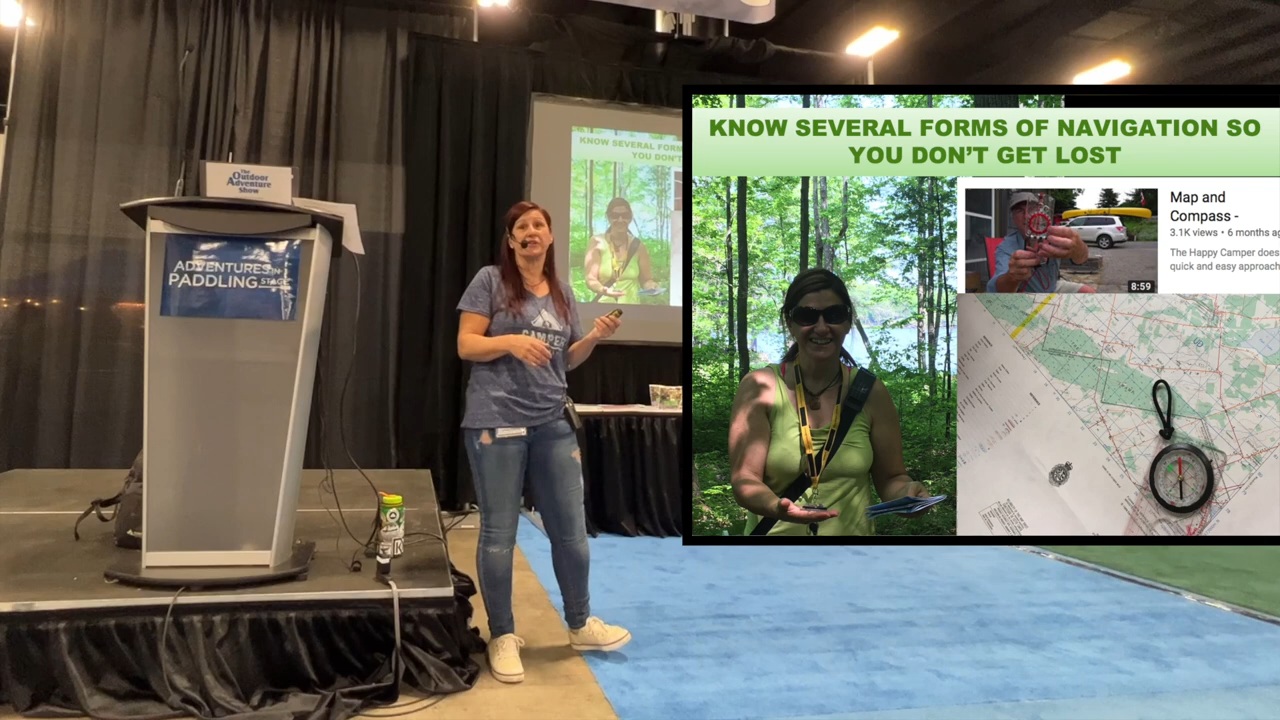 The
Outdoor
Adventure
Show
ADVENTURES IN
PADDLING STAGE
CAMPER
KNOW SEVERAL FORMS
YOU DON'T
KNOW SEVERAL FORMS OF NAVIGATION SO
YOU DON'T GET LOST
Map and
Compass -
3.1K views • 6 months ag
The Happy Camper does
quick and easy approach
8:59